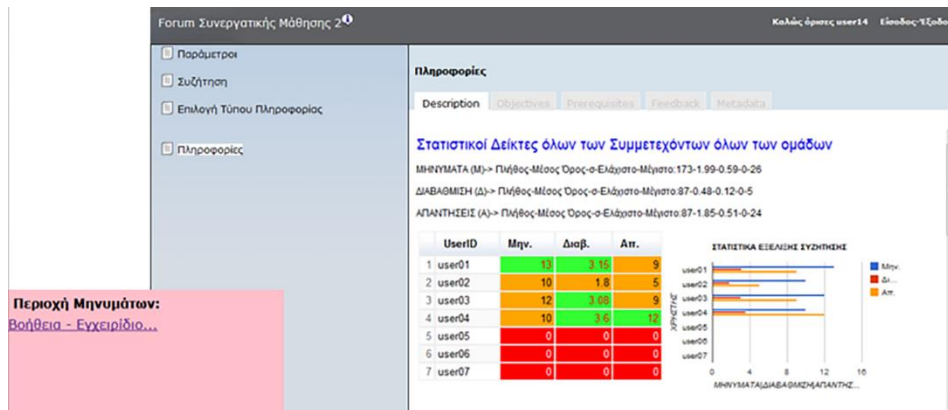 Forum Συνεργατικής Μάθησης 2
Καλώς όρισες user14 Είσοδος-Έξοδο
Παράμετροι
Συζήτηση
Επιλογή Τύπου Πληροφορίας
Πληροφορίες
Περιοχή Μηνυμάτων:
Βοήθεια - Εγχειρίδιο...
Πληροφορίες
Description Objectives Prerequisites Feedback Metadata
Στατιστικοί Δείκτες όλων των Συμμετεχόντων όλων των ομάδων
ΜΗΝΥΜΑΤΑ (Μ)-> Πλήθος-Μέσος Όρος-σ-Ελάχιστο-Μέγιστο:173-1.99-0.59-0-26
ΔΙΑΒΑΘΜΙΣΗ (Δ)-> Πλήθος-Μέσος Όρος-σ-Ελάχιστο-Μέγιστο:87-0.48-0.12-0-5
ΑΠΑΝΤΗΣΕΙΣ (Α)-> Πλήθος-Μέσος Όρος-σ-Ελάχιστο-Μέγιστο:87-1.85-0.51-0-24
UserID Μην. Διαβ. Απ.
1 user01 13 3.15 9
2 user02 10 1.8 5
3 user03 12 3.08 9
4 user04 10 3.6 12
5 user05 0 0 0
6 user06 0 0 0
7 user07 0 0 0
ΣΤΑΤΙΣΤΙΚΑ ΕΞΕΛΙΞΗΣ ΣΥΖΗΤΗΣΗΣ
ΧΡΗΣΤΗΣ
user01
user02
user03
user04
user05
user06
user07
0 4 8 12 16
ΜΗΝΥΜΑΤΑ|ΔΙΑΒΑΘΜΙΣΗ|ΑΠΑΝΤΗΣ...
Μην.
Δι...
Απ.